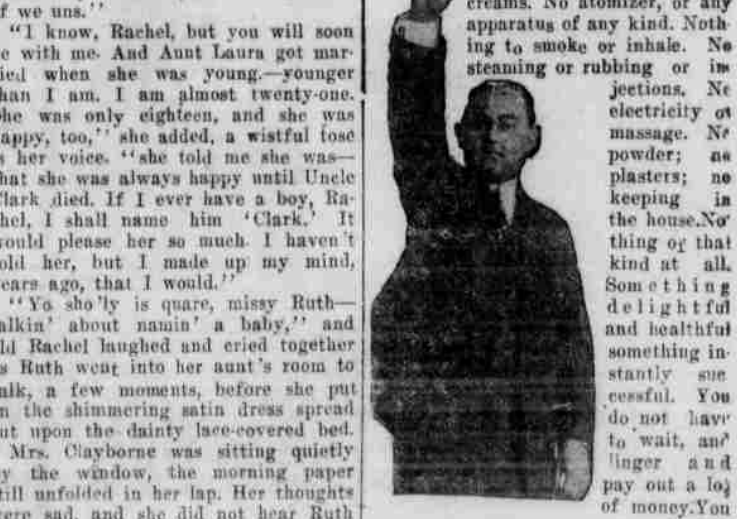 f we uns."
"I know, Rachel, but you will soon
e with me. And Aunt Laura got mar-
ied when she was young.—younger
han I am. I am almost twenty-one.
he was only eighteen, and she was
appy, too," she added, a wistful tose
her voice. "she told me she was—
hat she was always happy until Uncle
Clark died. If I ever have a boy, Ra-
hel, I shall name him 'Clark.' It
would please her so much. I haven't
old her, but I made up my mind,
ears ago, that I would."
"Yo sho'ly is quare, missy Ruth—
alkin' about namin' a baby," and
ld Rachel laughed and cried together
s Ruth went into her aunt's room to
alk, a few moments, before she put
n the shimmering satin dress spread
ut upon the dainty lace-covered bed.
Mrs. Clayborne was sitting quietly
y the window, the morning paper
till unfolded in her lap. Her thoughts
were sad, and she did not hear Ruth
creams. No atomizer, or any
apparatus of any kind. Noth-
ing to smoke or inhale. No
steaming or rubbing or in
jections. No
electricity or
massage. No
powder; no
plasters; no
keeping in
the house.No
thing of that
kind at all.
Something
delightful
and healthful
something in-
stantly suc
cessful. You
do not have
to wait, and
linger and
pay out a lot
of money.You